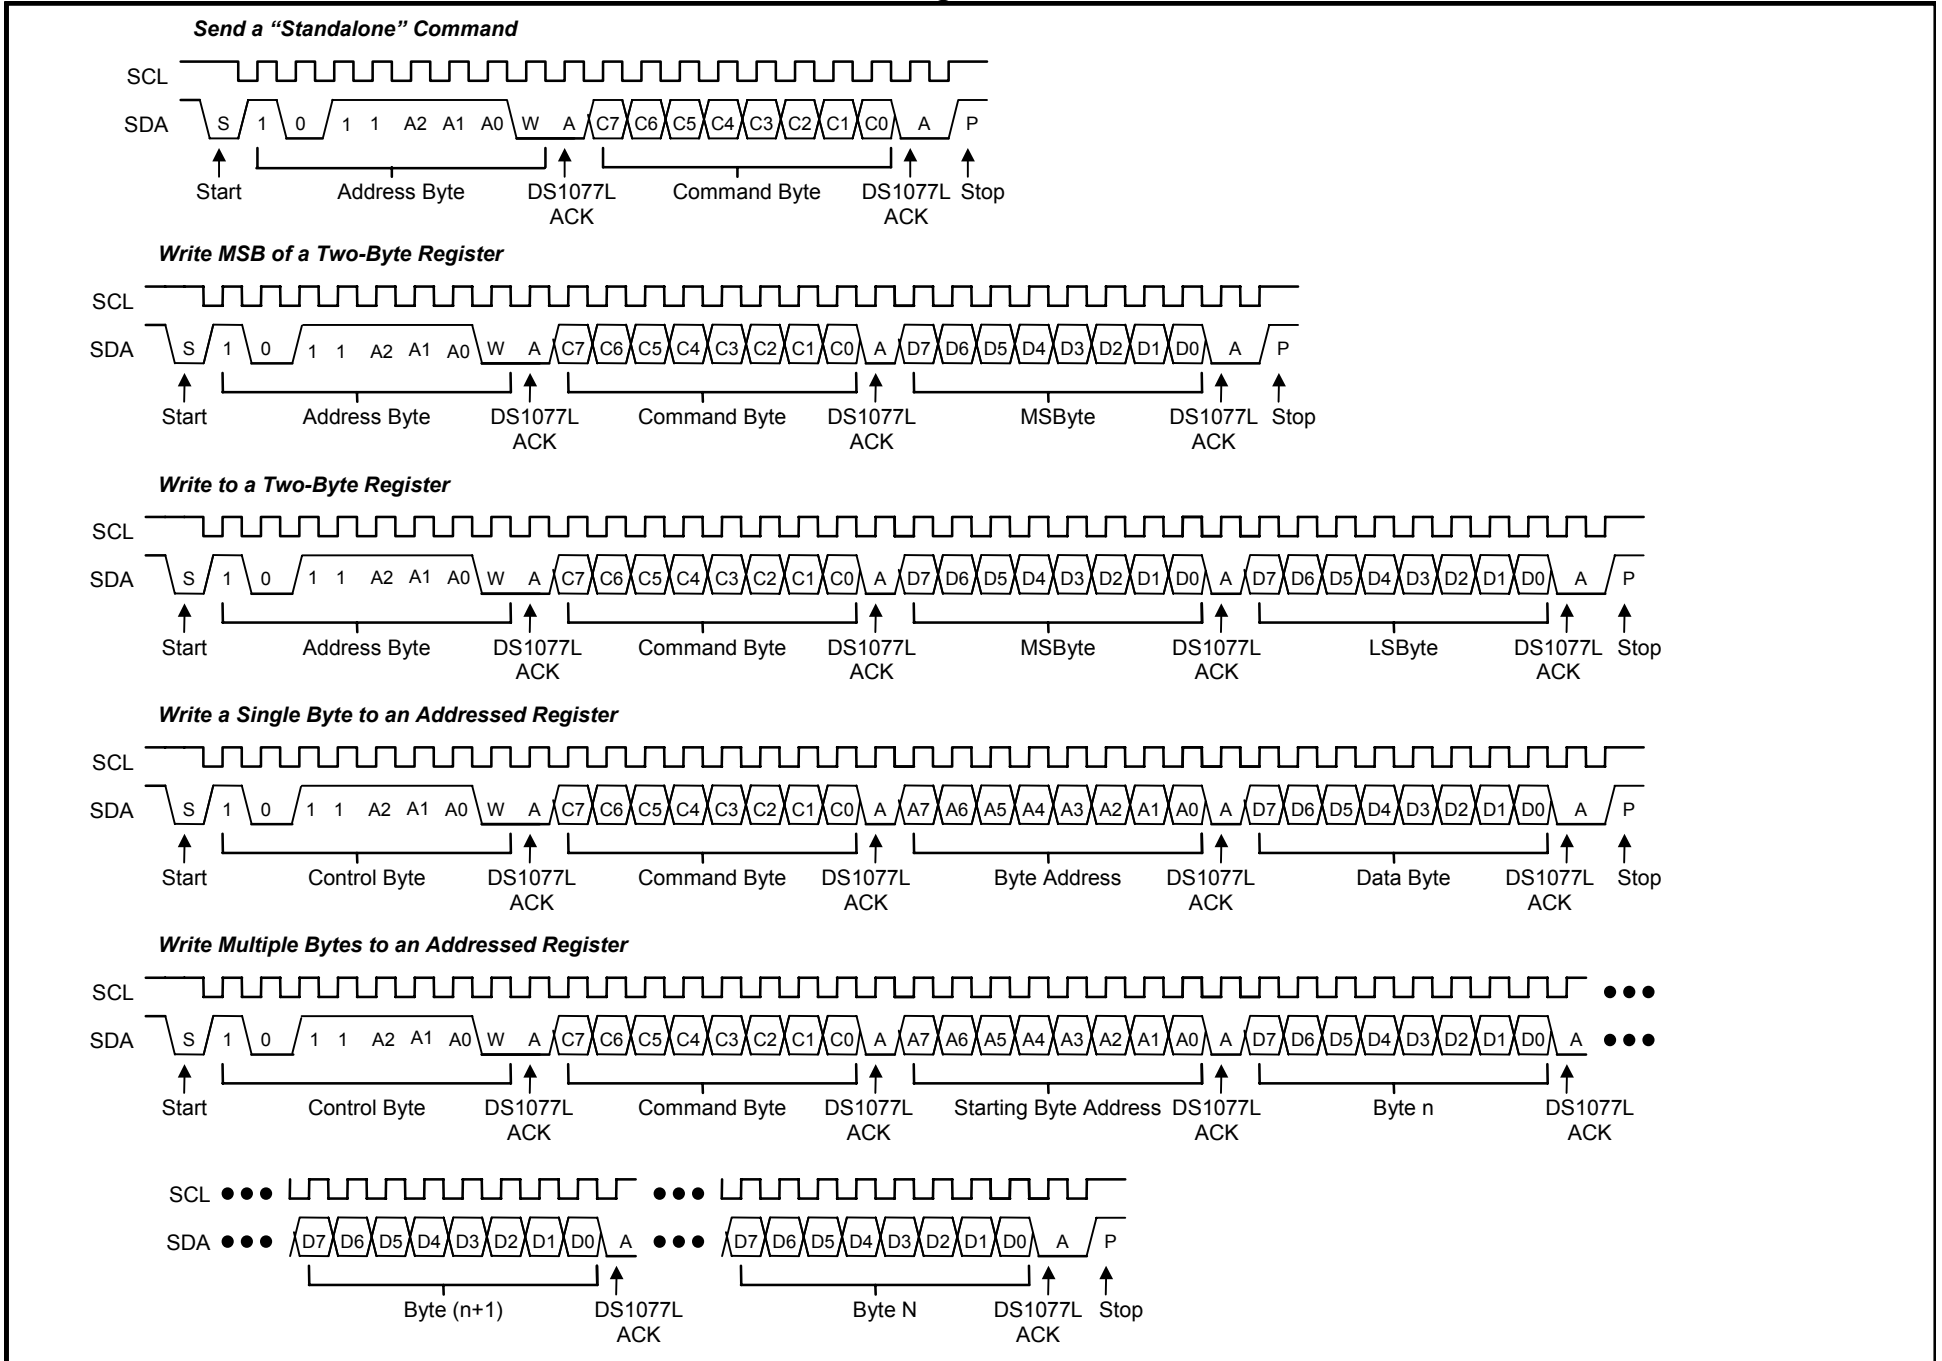 Send a “Standalone” Command
SCL
SDA S 1 0 1 1 A2 A1 A0 W A C7 C6 C5 C4 C3 C2 C1 C0 A P
Start Address Byte DS1077L Command Byte DS1077L Stop
ACK ACK
Write MSB of a Two-Byte Register
SCL
SDA S 1 0 1 1 A2 A1 A0 W A C7 C6 C5 C4 C3 C2 C1 C0 A D7 D6 D5 D4 D3 D2 D1 D0 A P
Start Address Byte DS1077L Command Byte DS1077L MSByte DS1077L Stop
ACK ACK ACK
Write to a Two-Byte Register
SCL
SDA S 1 0 1 1 A2 A1 A0 W A C7 C6 C5 C4 C3 C2 C1 C0 A D7 D6 D5 D4 D3 D2 D1 D0 A D7 D6 D5 D4 D3 D2 D1 D0 A P
Start Address Byte DS1077L Command Byte DS1077L MSByte DS1077L LSByte DS1077L Stop
ACK ACK ACK ACK
Write a Single Byte to an Addressed Register
SCL
SDA S 1 0 1 1 A2 A1 A0 W A C7 C6 C5 C4 C3 C2 C1 C0 A A7 A6 A5 A4 A3 A2 A1 A0 A D7 D6 D5 D4 D3 D2 D1 D0 A P
Start Control Byte DS1077L Command Byte DS1077L Byte Address DS1077L Data Byte DS1077L Stop
ACK ACK ACK ACK
Write Multiple Bytes to an Addressed Register
SCL
SDA S 1 0 1 1 A2 A1 A0 W A C7 C6 C5 C4 C3 C2 C1 C0 A A7 A6 A5 A4 A3 A2 A1 A0 A D7 D6 D5 D4 D3 D2 D1 D0 A
Start Control Byte DS1077L Command Byte DS1077L Starting Byte Address DS1077L Byte n DS1077L
ACK ACK ACK ACK
SCL
SDA D7 D6 D5 D4 D3 D2 D1 D0 A D7 D6 D5 D4 D3 D2 D1 D0 A P
Byte (n+1) DS1077L Byte N DS1077L Stop
ACK ACK